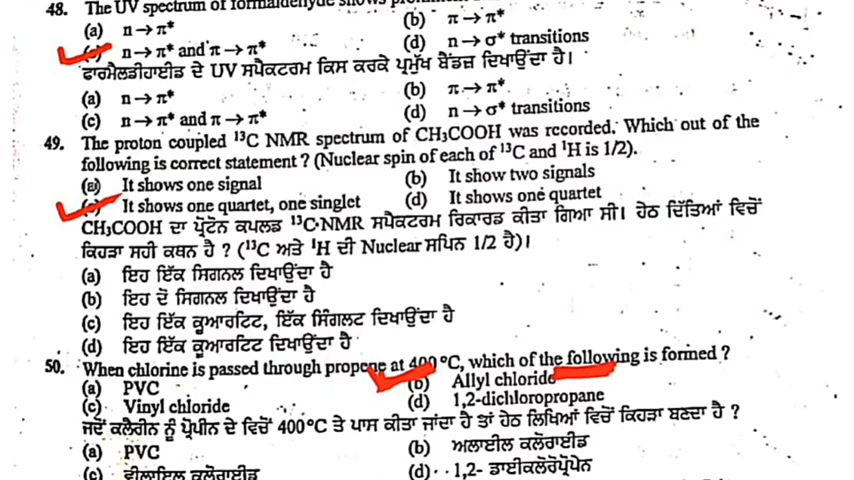 48. The UV spectrum of formaldehyde shows
(a) n→π* (b) π→π*
n→π* and π→π* (d) n→σ* transitions
ਫਾਰਮੈਲਡੀਹਾਈਡ ਦੇ UV ਸਪੈਕਟਰਮ ਕਿਸ ਕਰਕੇ ਪ੍ਰਮੁੱਖ ਬੈਂਡਜ਼ ਦਿਖਾਉਂਦਾ ਹੈ।
(a) n→π* (b) π→π*
(c) n→π* and π→π* (d) n→σ* transitions
49. The proton coupled ¹³C NMR spectrum of CH₃COOH was recorded. Which out of the
following is correct statement ? (Nuclear spin of each of ¹³C and ¹H is 1/2).
(a) It shows one signal (b) It show two signals
It shows one quartet, one singlet (d) It shows one quartet
CH₃COOH ਦਾ ਪ੍ਰੋਟੋਨ ਕਪਲਡ ¹³C NMR ਸਪੈਕਟਰਮ ਰਿਕਾਰਡ ਕੀਤਾ ਗਿਆ ਸੀ। ਹੇਠ ਦਿੱਤਿਆਂ ਵਿਚੋਂ
ਕਿਹੜਾ ਸਹੀ ਕਥਨ ਹੈ ? (¹³C ਅਤੇ ¹H ਦੀ Nuclear ਸਪਿਨ 1/2 ਹੈ)।
(a) ਇਹ ਇੱਕ ਸਿਗਨਲ ਦਿਖਾਉਂਦਾ ਹੈ
(b) ਇਹ ਦੋ ਸਿਗਨਲ ਦਿਖਾਉਂਦਾ ਹੈ
(c) ਇਹ ਇੱਕ ਕੂਆਰਟਿਟ, ਇੱਕ ਸਿੰਗਲਟ ਦਿਖਾਉਂਦਾ ਹੈ
(d) ਇਹ ਇੱਕ ਕੂਆਰਟਿਟ ਦਿਖਾਉਂਦਾ ਹੈ
50. When chlorine is passed through propene at 400 °C, which of the following is formed ?
(a) PVC (b) Allyl chloride
(c) Vinyl chloride (d) 1,2-dichloropropane
ਜਦੋਂ ਕਲੋਰੀਨ ਨੂੰ ਪ੍ਰੋਪੀਨ ਦੇ ਵਿਚੋਂ 400°C ਤੇ ਪਾਸ ਕੀਤਾ ਜਾਂਦਾ ਹੈ ਤਾਂ ਹੇਠ ਲਿਖਿਆਂ ਵਿਚੋਂ ਕਿਹੜਾ ਬਣਦਾ ਹੈ ?
(a) PVC (b) ਅਲਾਈਲ ਕਲੋਰਾਈਡ
(c) ਵੀਲਾਇਲ ਕਲੋਰਾਈਡ (d) 1,2- ਡਾਈਕਲੋਰੋਪ੍ਰੋਪੇਨ